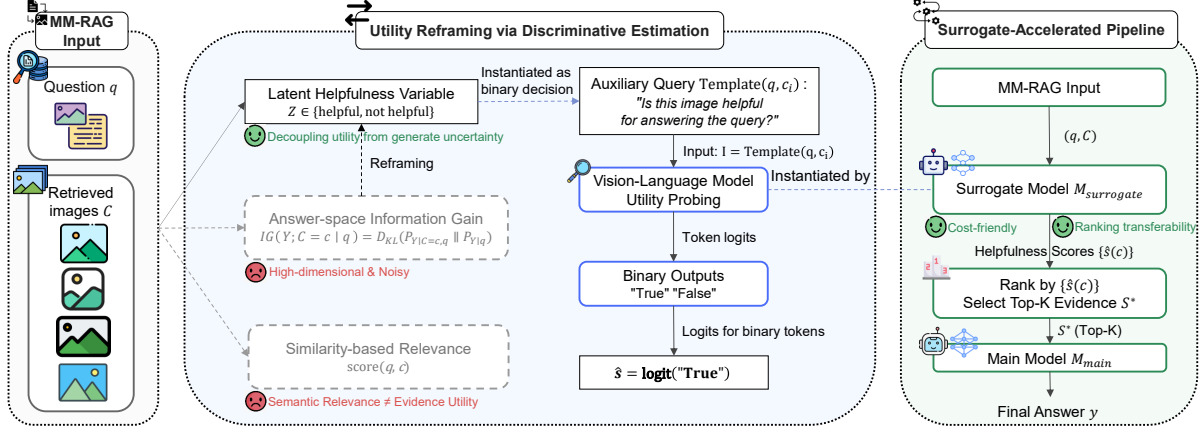 MM-RAG
Input
Question q
Retrieved
images C
Utility Reframing via Discriminative Estimation
Latent Helpfulness Variable
Z ∈ {helpful, not helpful}
Decoupling utility from generate uncertainty
Reframing
Answer-space Information Gain
IG(Y; C = c | q) = D_KL(P_{Y|C=c,q} ∥ P_{Y|q})
High-dimensional & Noisy
Similarity-based Relevance
score(q, c)
Semantic Relevance ≠ Evidence Utility
Instantiated as
binary decision
Auxiliary Query Template(q, c_i) :
"Is this image helpful
for answering the query?"
Input: I = Template(q, c_i)
Vision-Language Model
Utility Probing
Token logits
Binary Outputs
"True" "False"
Logits for binary tokens
ŝ = logit("True")
Instantiated by
Surrogate-Accelerated Pipeline
MM-RAG Input
(q, C)
Surrogate Model M_surrogate
Cost-friendly
Ranking transferability
Helpfulness Scores {ŝ(c)}
2 1 3
Rank by {ŝ(c)}
Select Top-K Evidence S*
S* (Top-K)
Main Model M_main
Final Answer y